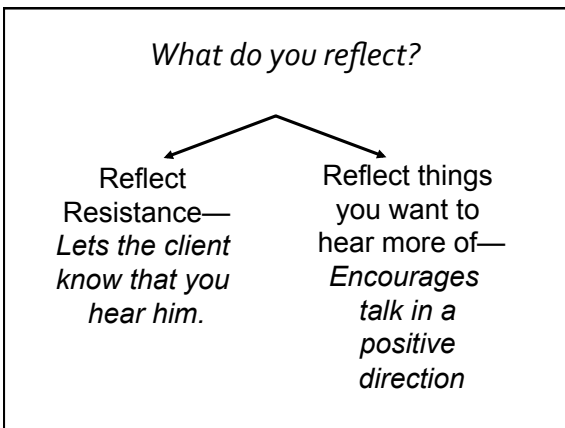 What do you reflect?
Reflect
Resistance—
Lets the client
know that you
hear him.
Reflect things
you want to
hear more of—
Encourages
talk in a
positive
direction